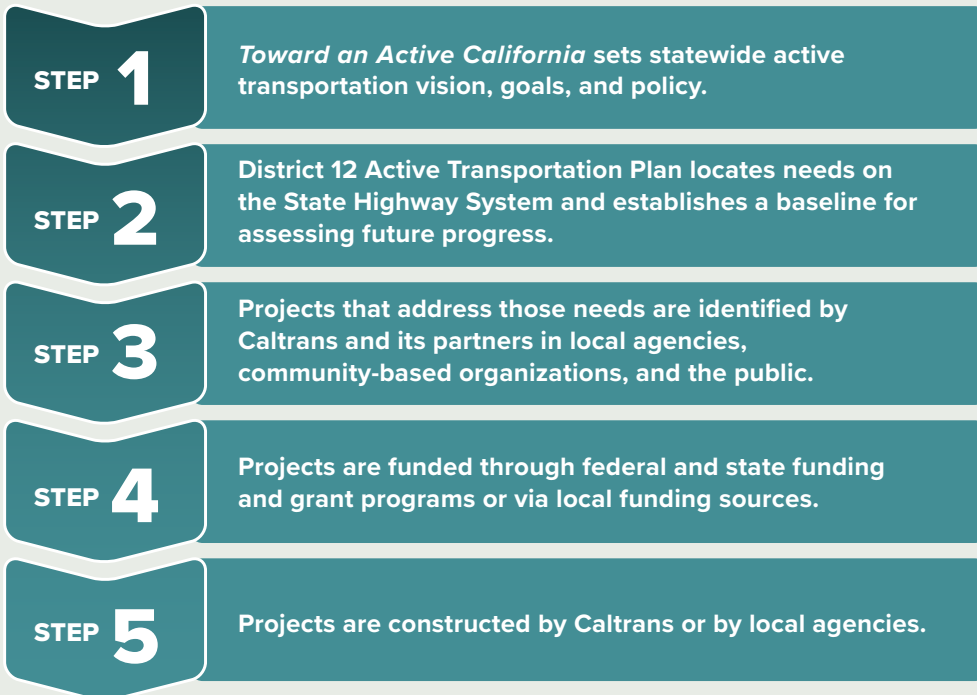 STEP 1
Toward an Active California sets statewide active
transportation vision, goals, and policy.
STEP 2
District 12 Active Transportation Plan locates needs on
the State Highway System and establishes a baseline for
assessing future progress.
STEP 3
Projects that address those needs are identified by
Caltrans and its partners in local agencies,
community-based organizations, and the public.
STEP 4
Projects are funded through federal and state funding
and grant programs or via local funding sources.
STEP 5
Projects are constructed by Caltrans or by local agencies.